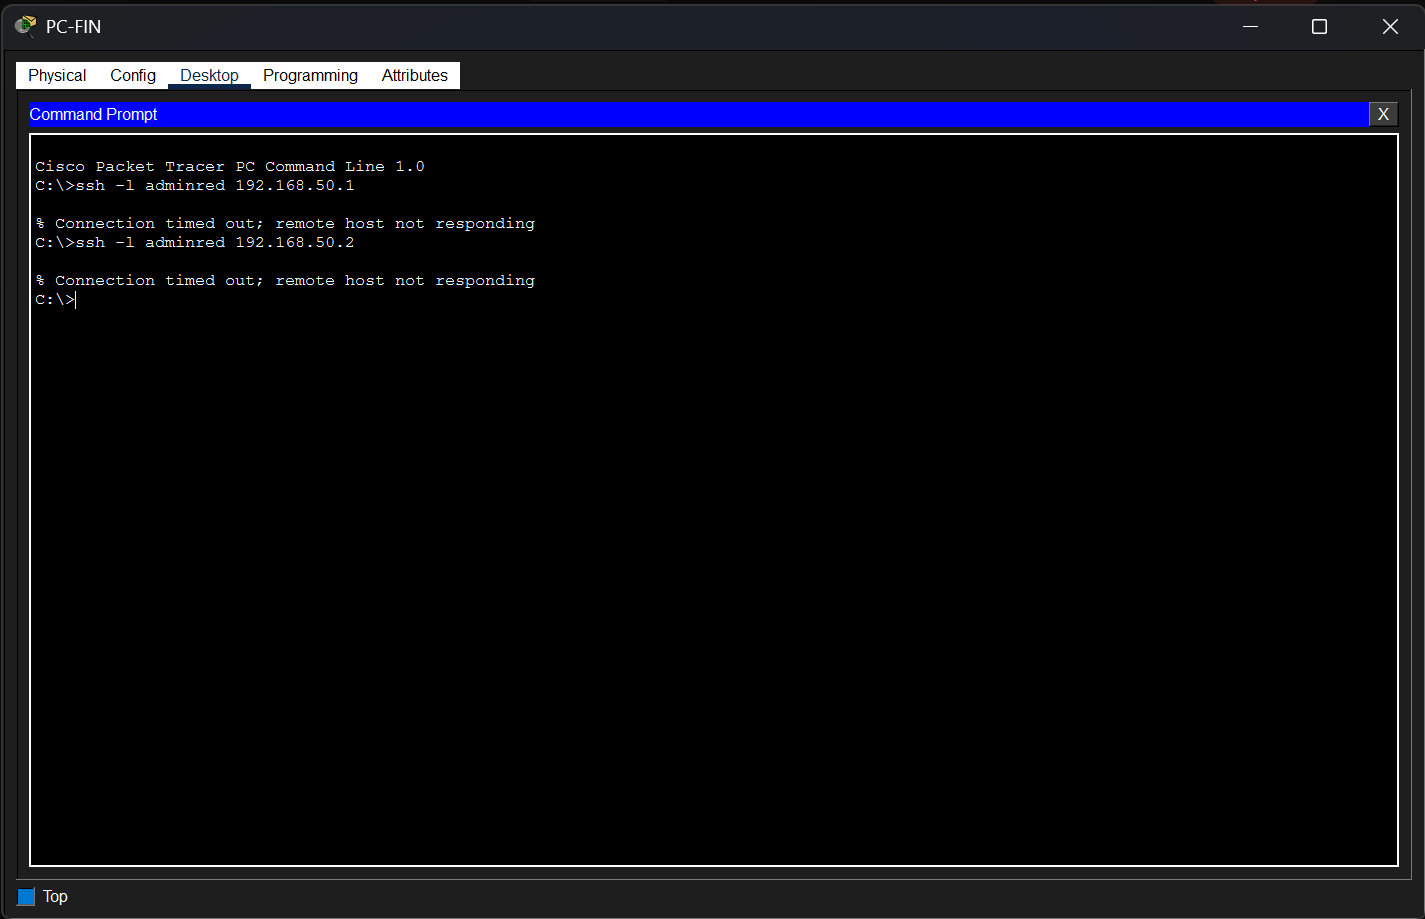 PC-FIN
Physical Config Desktop Programming Attributes
Command Prompt X
Cisco Packet Tracer PC Command Line 1.0
C:\>ssh -l adminred 192.168.50.1
% Connection timed out; remote host not responding
C:\>ssh -l adminred 192.168.50.2
% Connection timed out; remote host not responding
C:\>
Top